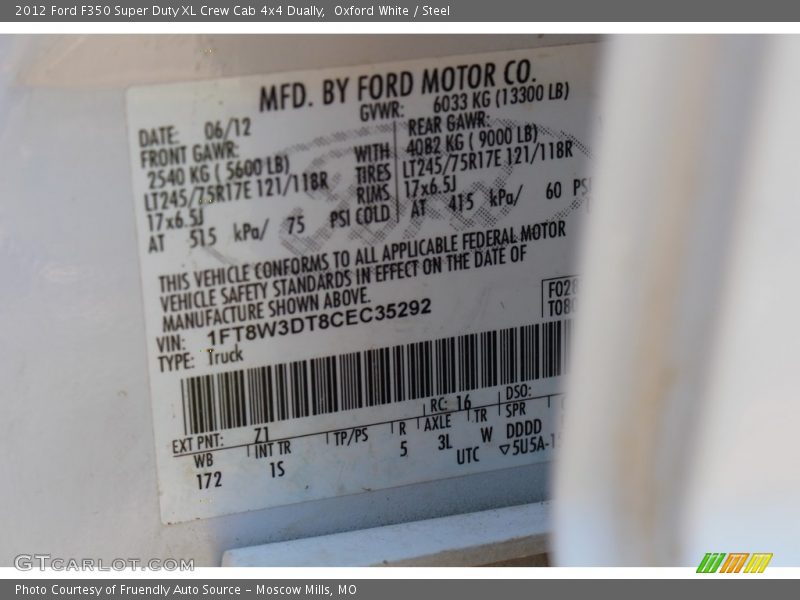 2012 Ford F350 Super Duty XL Crew Cab 4x4 Dually,  Oxford White / Steel
MFD. BY FORD MOTOR CO.
DATE: 06/12
GVWR: 6033 KG (13300 LB)
FRONT GAWR:
2540 KG ( 5600 LB)
LT245/75R17E 121/118R
17x6.5J
AT 515 kPa/ 75 PSI COLD
WITH
TIRES
RIMS
REAR GAWR:
4082 KG ( 9000 LB)
LT245/75R17E 121/118R
17x6.5J
AT 415 kPa/ 60
THIS VEHICLE CONFORMS TO ALL APPLICABLE FEDERAL MOTOR
VEHICLE SAFETY STANDARDS IN EFFECT ON THE DATE OF
MANUFACTURE SHOWN ABOVE.
VIN: 1FT8W3DT8CEC35292
TYPE: Truck
EXT PNT: Z1
RC: 16
DSO:
WB
INT TR
TP/PS
R
AXLE
TR
SPR
172
1S
5
3L
W
DDDD
UTC
▽5U5A-
GTCARLOT.COM
Photo Courtesy of Fruendly Auto Source – Moscow Mills, MO